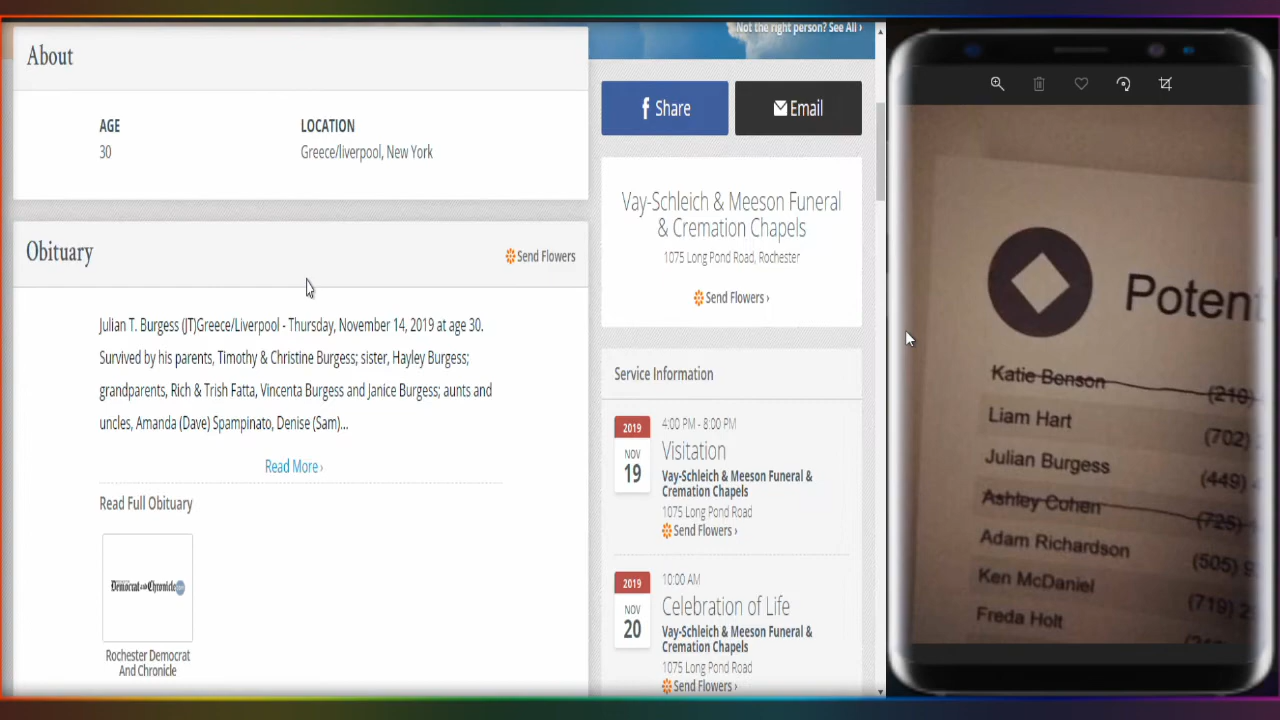 Not the right person? See All ›
About
AGE
30
LOCATION
Greece/liverpool, New York
Obituary
Send Flowers
Julian T. Burgess (JT)Greece/Liverpool - Thursday, November 14, 2019 at age 30.
Survived by his parents, Timothy & Christine Burgess; sister, Hayley Burgess;
grandparents, Rich & Trish Fatta, Vincenta Burgess and Janice Burgess; aunts and
uncles, Amanda (Dave) Spampinato, Denise (Sam)...
Read More ›
Read Full Obituary
Democrat and Chronicle
Rochester Democrat
And Chronicle
f Share
Email
Vay-Schleich & Meeson Funeral
& Cremation Chapels
1075 Long Pond Road, Rochester
Send Flowers ›
Service Information
2019
NOV
19
4:00 PM - 8:00 PM
Visitation
Vay-Schleich & Meeson Funeral &
Cremation Chapels
1075 Long Pond Road
Send Flowers ›
2019
NOV
20
10:00 AM
Celebration of Life
Vay-Schleich & Meeson Funeral &
Cremation Chapels
1075 Long Pond Road
Send Flowers ›
Poten
Katie Benson (210)
Liam Hart (702)
Julian Burgess (449)
Ashley Cohen (725)
Adam Richardson (505) 9
Ken McDaniel (719) 2
Freda Holt